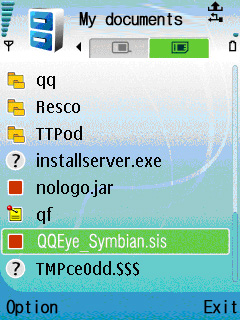 My documents
qq
Resco
TTPod
installserver.exe
nologo.jar
qf
QQEye_Symbian.sis
TMPce0dd.$$$
Option Exit